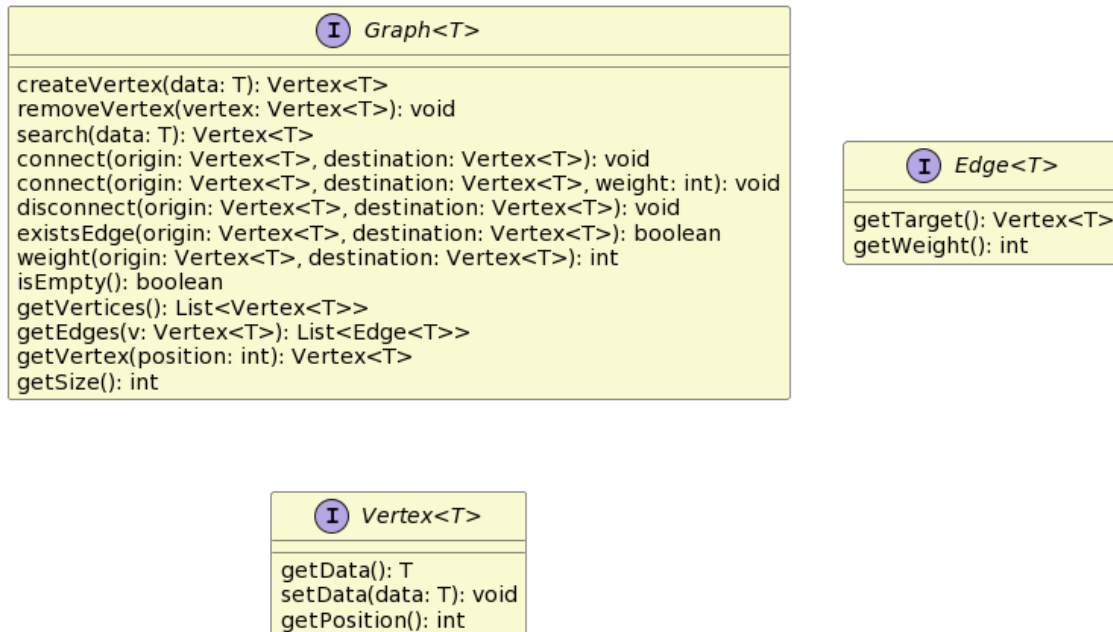 I Graph<T>
createVertex(data: T): Vertex<T>
removeVertex(vertex: Vertex<T>): void
search(data: T): Vertex<T>
connect(origin: Vertex<T>, destination: Vertex<T>): void
connect(origin: Vertex<T>, destination: Vertex<T>, weight: int): void
disconnect(origin: Vertex<T>, destination: Vertex<T>): void
existsEdge(origin: Vertex<T>, destination: Vertex<T>): boolean
weight(origin: Vertex<T>, destination: Vertex<T>): int
isEmpty(): boolean
getVertices(): List<Vertex<T>>
getEdges(v: Vertex<T>): List<Edge<T>>
getVertex(position: int): Vertex<T>
getSize(): int
I Edge<T>
getTarget(): Vertex<T>
getWeight(): int
I Vertex<T>
getData(): T
setData(data: T): void
getPosition(): int